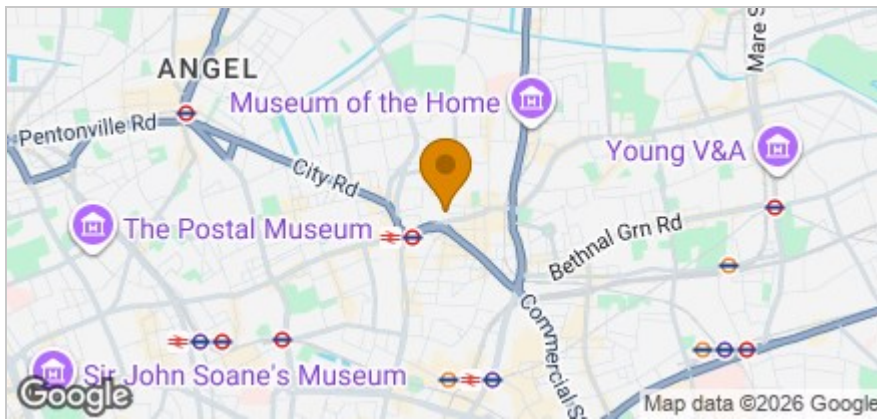 ANGEL
Museum of the Home
Mare S
Pentonville Rd
City Rd
Young V&A
The Postal Museum
Bethnal Grn Rd
Commercial S
Sir John Soane's Museum
Google
Map data ©2026 Google